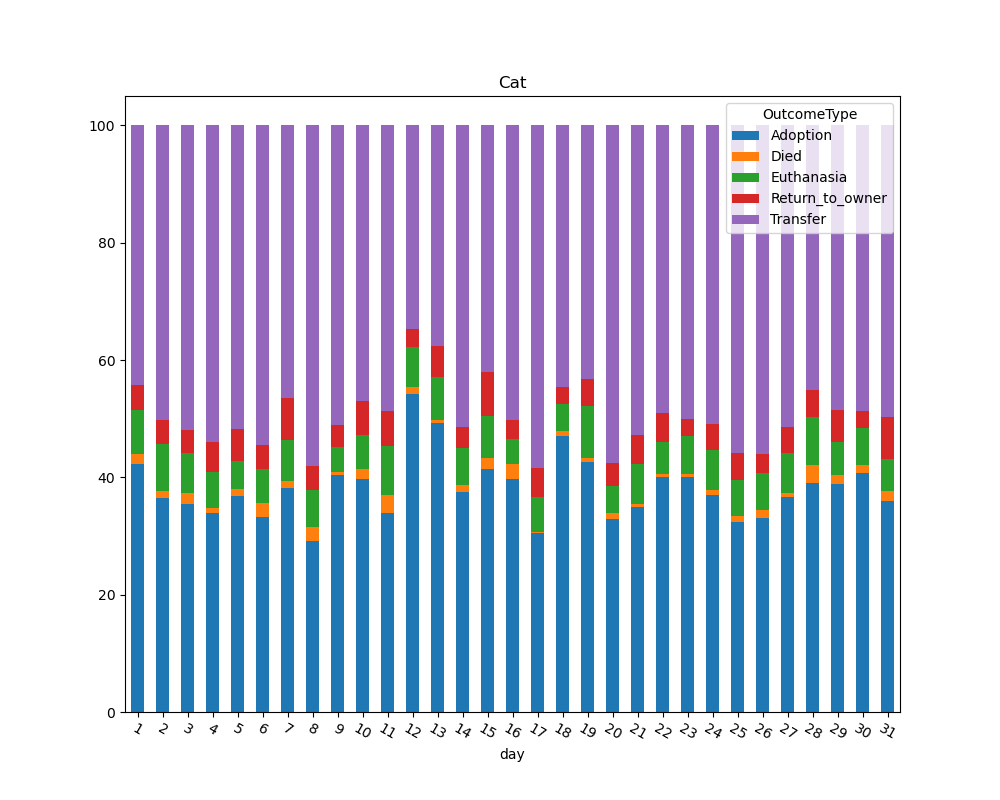 Cat
OutcomeType
Adoption
Died
Euthanasia
Return_to_owner
Transfer
100
80
60
40
20
0
1 2 3 4 5 6 7 8 9 10 11 12 13 14 15 16 17 18 19 20 21 22 23 24 25 26 27 28 29 30 31
day